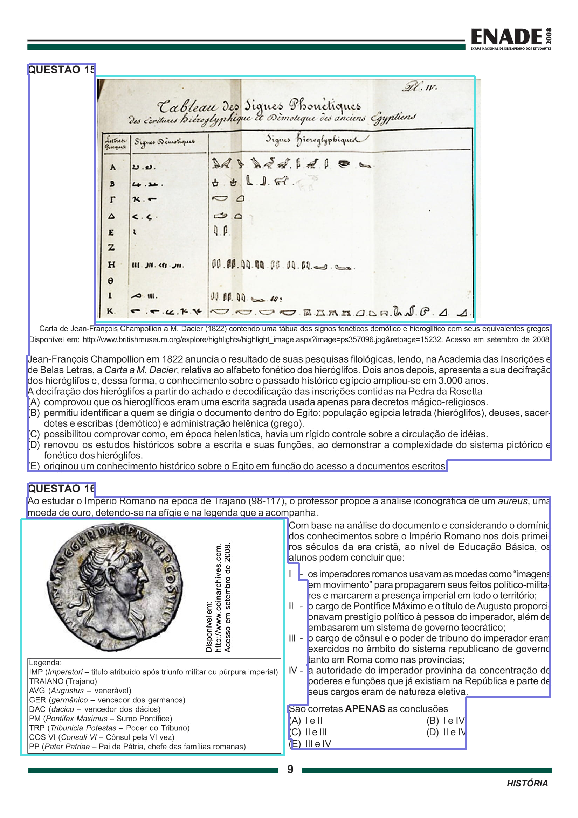 ENADE 2008
EXAME NACIONAL DE DESEMPENHO DOS ESTUDANTES
QUESTÃO 15
Pl. IV.
Tableau des Signes Phonétiques
des écritures hiéroglyphique et Démotique des anciens Egyptiens
Lettres Grecques
Signes Démotiques
Signes hiéroglyphiques
A
B
Γ
Δ
E
Z
H
Θ
I
K
Carta de Jean-François Champollion a M. Dacier (1822) contendo uma tábua dos signos fonéticos demótico e hieroglífico com seus equivalentes gregos
Disponível em: http://www.britishmuseum.org/explore/highlights/highlight_image.aspx?image=ps357096.jpg&retpage=15232. Acesso em setembro de 2008
Jean-François Champollion em 1822 anuncia o resultado de suas pesquisas filológicas, lendo, na Academia das Inscrições e
de Belas Letras, a Carta a M. Dacier, relativa ao alfabeto fonético dos hieróglifos. Dois anos depois, apresenta a sua decifração
dos hieróglifos e, dessa forma, o conhecimento sobre o passado histórico egípcio ampliou-se em 3.000 anos.
A decifração dos hieróglifos a partir do achado e decodificação das inscrições contidas na Pedra da Rosetta
(A) comprovou que os hieroglíficos eram uma escrita sagrada usada apenas para decretos mágico-religiosos.
(B) permitiu identificar a quem se dirigia o documento dentro do Egito: população egípcia letrada (hieróglifos), deuses, sacer-
dotes e escribas (demótico) e administração helênica (grego).
(C) possibilitou comprovar como, em época helenística, havia um rígido controle sobre a circulação de idéias.
(D) renovou os estudos históricos sobre a escrita e suas funções, ao demonstrar a complexidade do sistema pictórico e
fonético dos hieróglifos.
(E) originou um conhecimento histórico sobre o Egito em função do acesso a documentos escritos
QUESTÃO 16
Ao estudar o Império Romano na época de Trajano (98-117), o professor propõe a análise iconográfica de um aureus, uma
moeda de ouro, detendo-se na efígie e na legenda que a acompanha.
Disponível em:
http://www.coinarchives.com.
Acesso em setembro de 2008.
Legenda:
IMP (Imperator – título atribuído após triunfo militar ou púrpura imperial)
TRAIANO (Trajano)
AVG (Augustus – venerável)
GER (germânico – vencedor dos germanos)
DAC (dacico – vencedor dos dácios)
PM (Pontifex Maximus – Sumo Pontífice)
TRP (Tribunicia Potestas – Poder do Tribuno)
COS VI (Consuli VI – Cônsul pela VI vez)
PP (Pater Patriae – Pai de Pátria, chefe das famílias romanas)
Com base na análise do documento e considerando o domínio
dos conhecimentos sobre o Império Romano nos dois primei-
ros séculos da era cristã, ao nível de Educação Básica, os
alunos podem concluir que:
I - os imperadores romanos usavam as moedas como “imagens
em movimento” para propagarem seus feitos político-milita-
res e marcarem a presença imperial em todo o território;
II - o cargo de Pontífice Máximo e o título de Augusto proporci-
onavam prestígio político à pessoa do imperador, além de
embasarem um sistema de governo teocrático;
III - o cargo de cônsul e o poder de tribuno do imperador eram
exercidos no âmbito do sistema republicano de governo
tanto em Roma como nas províncias;
IV - a autoridade do imperador provinha da concentração de
poderes e funções que já existiam na República e parte de
seus cargos eram de natureza eletiva.
São corretas APENAS as conclusões
(A) I e II (B) I e IV
(C) II e III (D) II e IV
(E) III e IV
9
HISTÓRIA